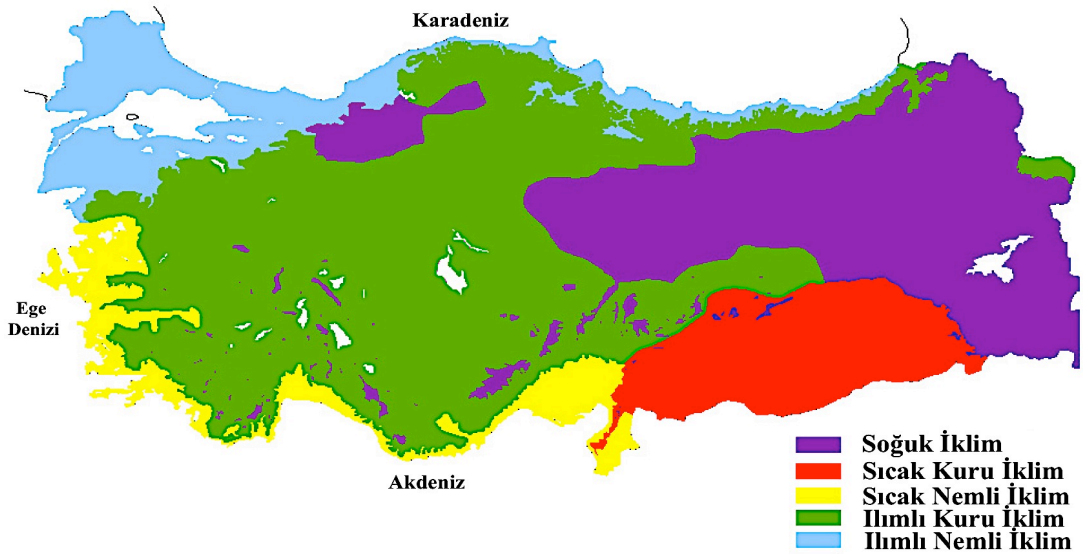 Karadeniz
Ege
Denizi
Akdeniz
Soğuk İklim
Sıcak Kuru İklim
Sıcak Nemli İklim
Ilımlı Kuru İklim
Ilımlı Nemli İklim